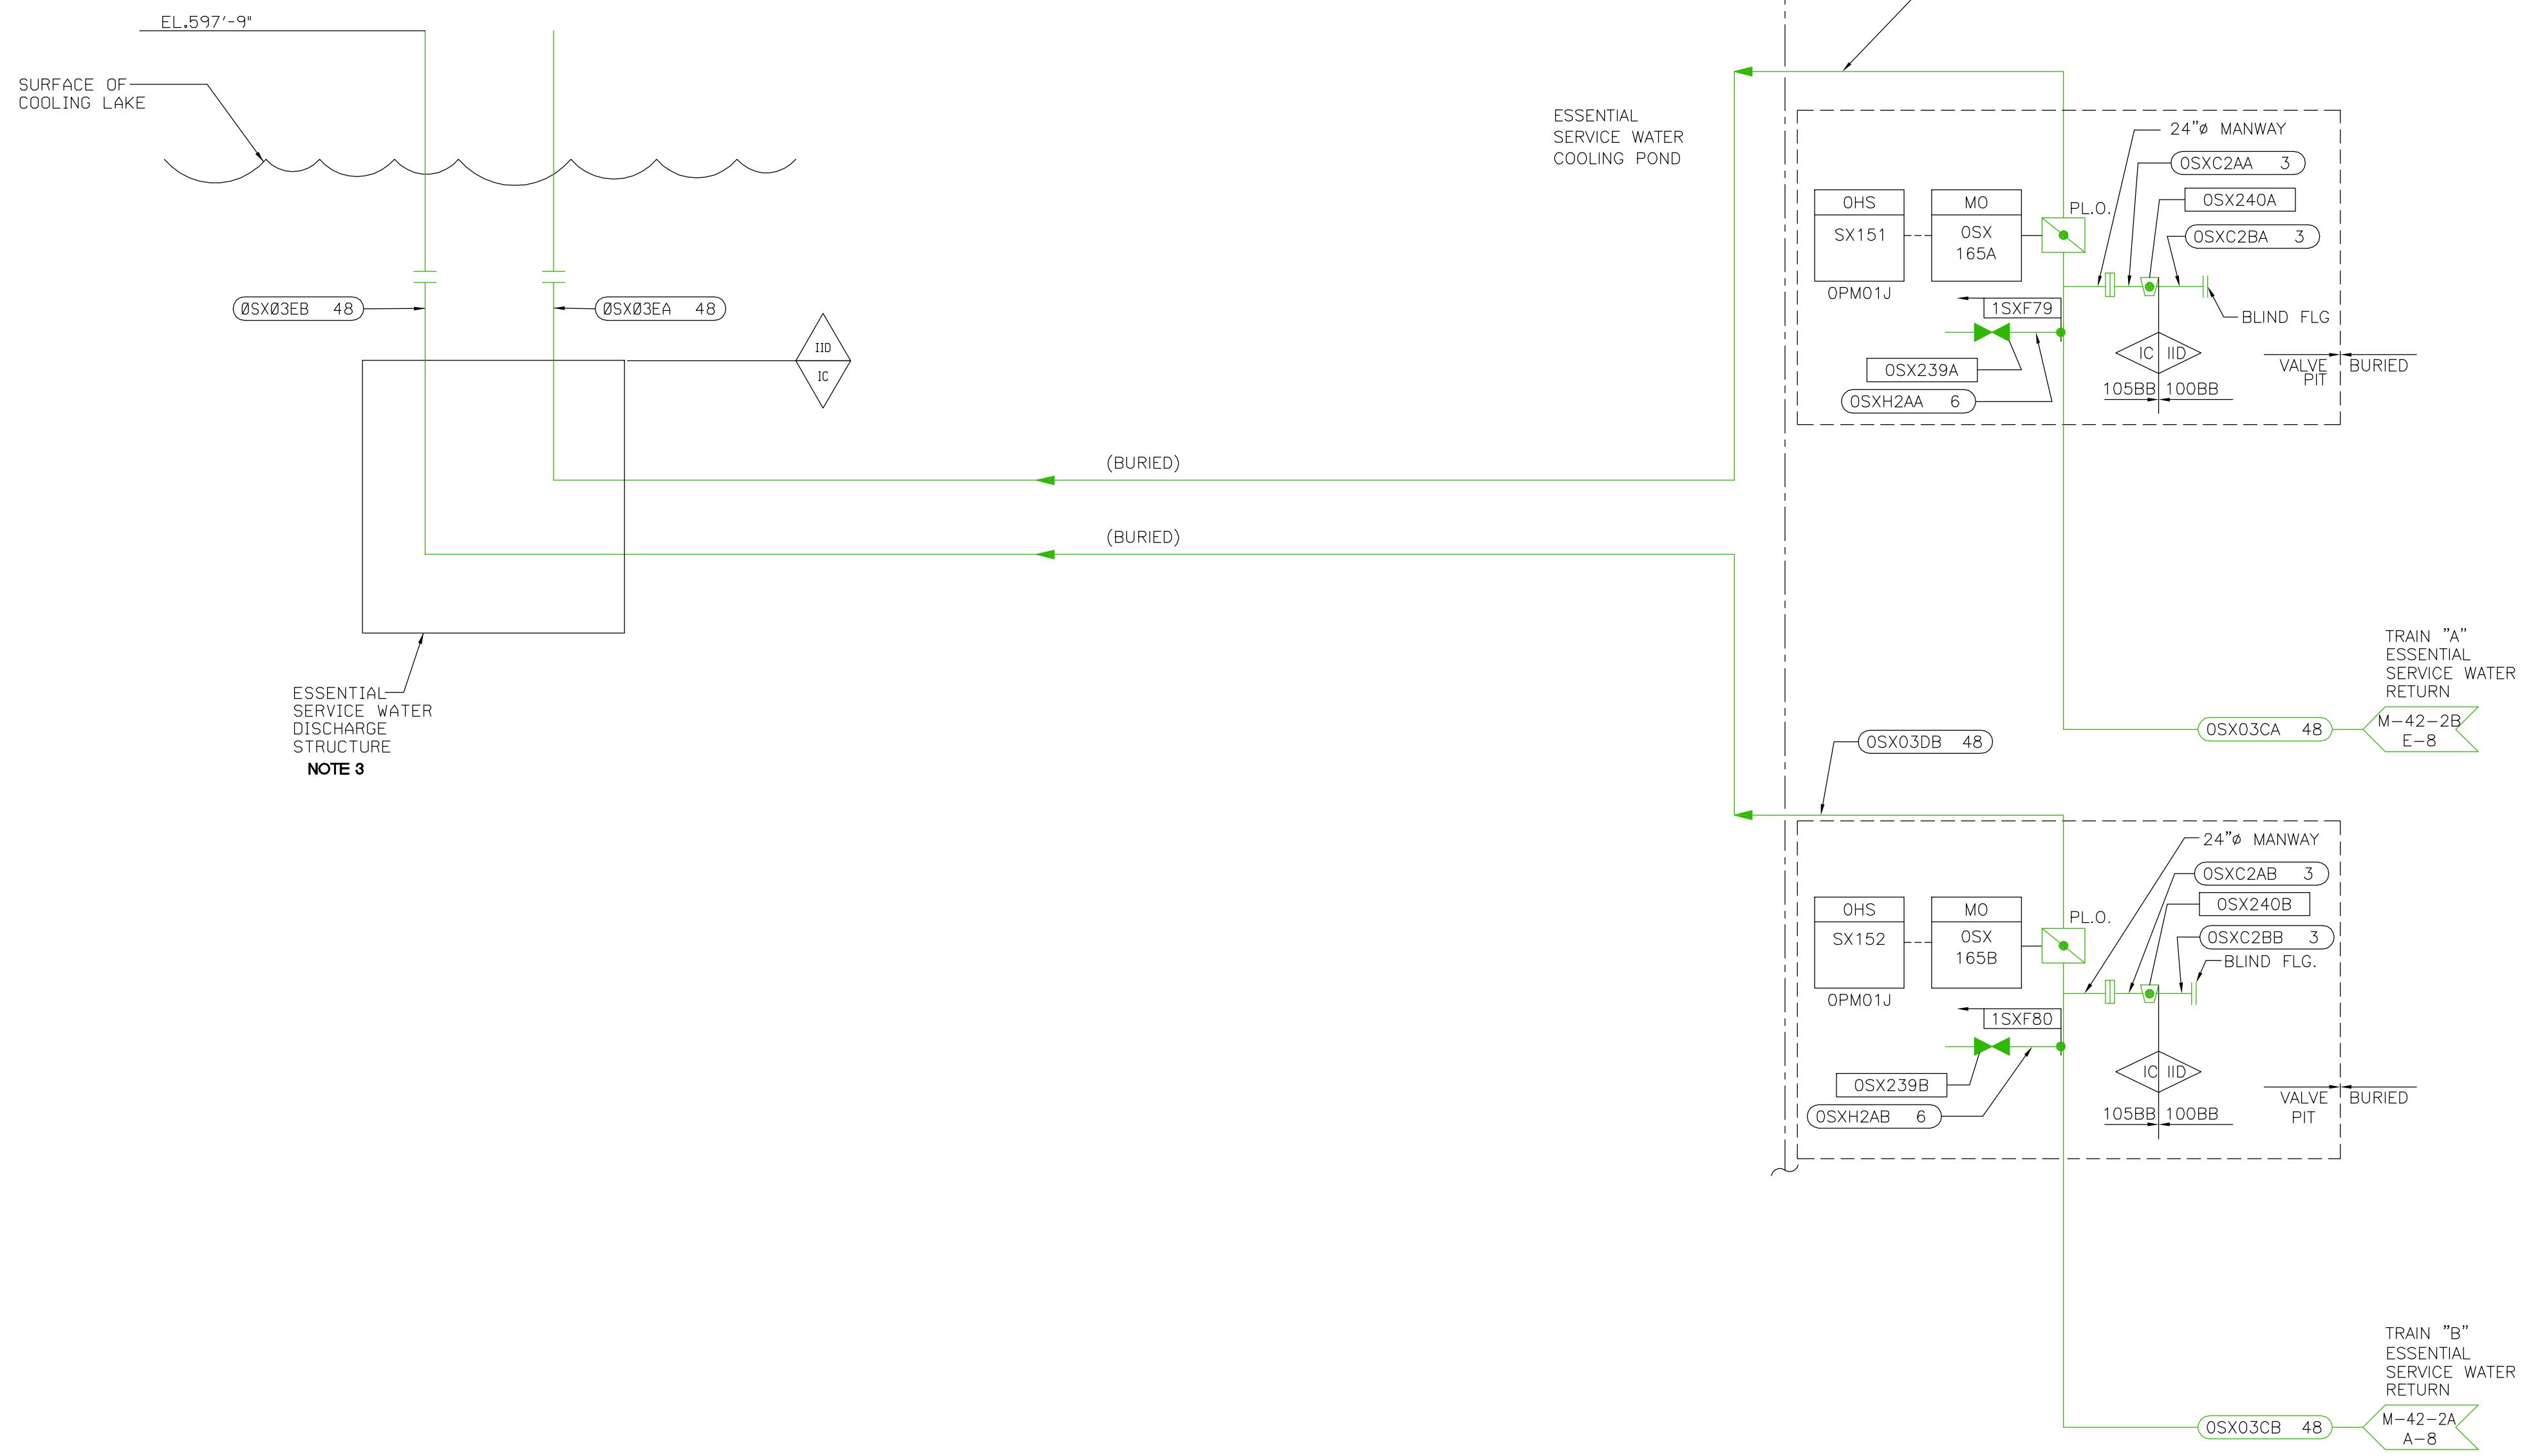 EL.597'-9"
SURFACE OF
COOLING LAKE
ØSXØ3EB 48
ØSXØ3EA 48
IID
IC
(BURIED)
(BURIED)
ESSENTIAL
SERVICE WATER
DISCHARGE
STRUCTURE
NOTE 3
ESSENTIAL
SERVICE WATER
COOLING POND
24"ø MANWAY
0SXC2AA 3
0SX240A
0SXC2BA 3
PL.O.
0HS
SX151
0PM01J
MO
0SX
165A
1SXF79
0SX239A
0SXH2AA 6
BLIND FLG
IC IID
105BB 100BB
VALVE
PIT
BURIED
TRAIN "A"
ESSENTIAL
SERVICE WATER
RETURN
0SX03CA 48
M-42-2B
E-8
0SX03DB 48
24"ø MANWAY
0SXC2AB 3
0SX240B
0SXC2BB 3
BLIND FLG.
PL.O.
0HS
SX152
0PM01J
MO
0SX
165B
1SXF80
0SX239B
0SXH2AB 6
IC IID
105BB 100BB
VALVE
PIT
BURIED
TRAIN "B"
ESSENTIAL
SERVICE WATER
RETURN
0SX03CB 48
M-42-2A
A-8